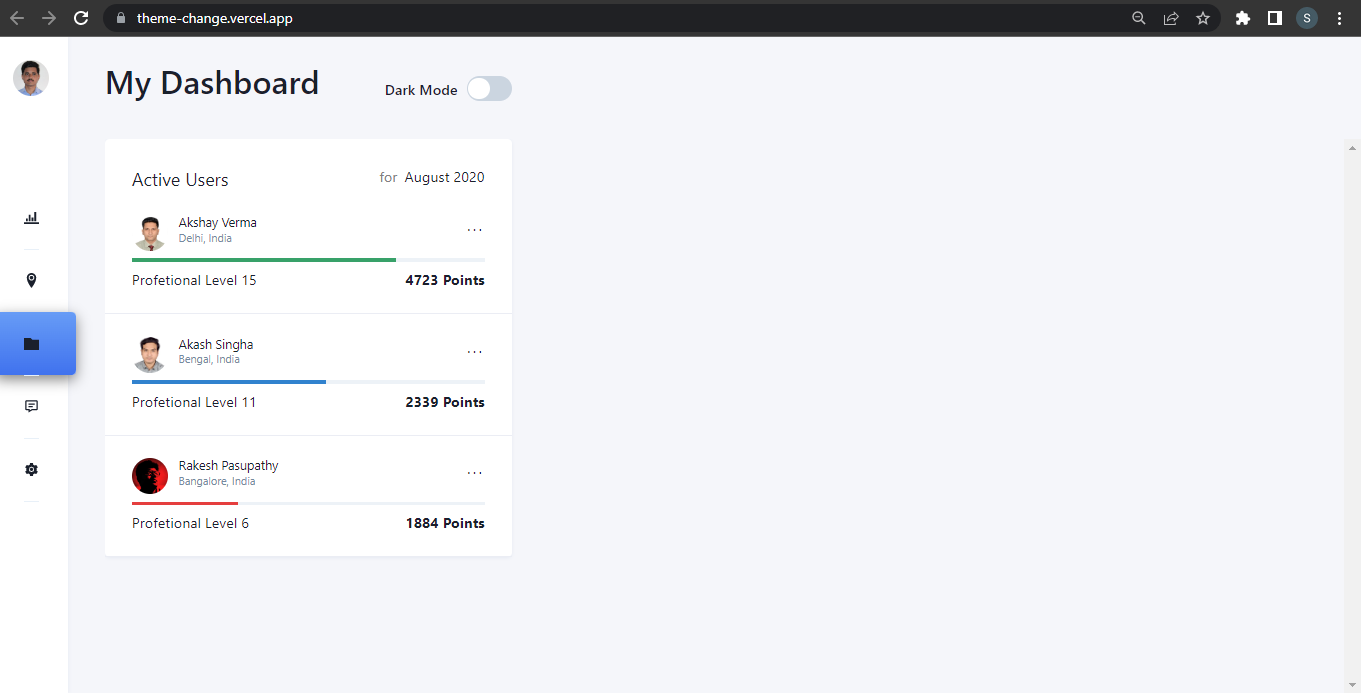 theme-change.vercel.app
S
My Dashboard
Dark Mode
Active Users
for August 2020
Akshay Verma
Delhi, India
...
Profetional Level 15
4723 Points
Akash Singha
Bengal, India
...
Profetional Level 11
2339 Points
Rakesh Pasupathy
Bangalore, India
...
Profetional Level 6
1884 Points